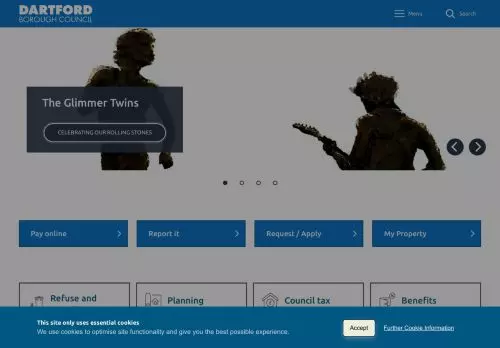 DARTFORD
BOROUGH COUNCIL
Menu
Search
The Glimmer Twins
CELEBRATING OUR ROLLING STONES
Pay online
Report it
Request / Apply
My Property
Refuse and
Planning
Council tax
Benefits
This site only uses essential cookies
We use cookies to optimise site functionality and give you the best possible experience.
Accept
Further Cookie Information